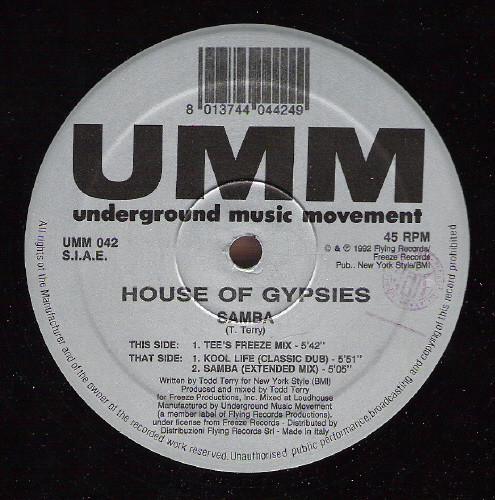 8 013744 044249
UMM
underground music movement
UMM 042
S.I.A.E.
45 RPM
© & ℗ 1992 Flying Records/
Freeze Records.
Pub.. New York Style/BMI
HOUSE OF GYPSIES
SAMBA
(T. Terry)
THIS SIDE: 1. TEE'S FREEZE MIX - 5'42"
THAT SIDE: 1. KOOL LIFE (CLASSIC DUB) - 5'51"
2. SAMBA (EXTENDED MIX) - 5'05"
Written by Todd Terry for New York Style (BMI)
Produced and mixed by Todd Terry
for Freeze Productions, Inc. Mixed at Loudhouse
Manufactured by Underground Music Movement
(a member label of Flying Records Productions).
under license from Freeze Records - Distributed by
Distribuzioni Flying Records Srl - Made in Italy
All rights of the Manufacturer and of the owner of the recorded work reserved. Unauthorised public performance, broadcasting and copying of this record prohibited